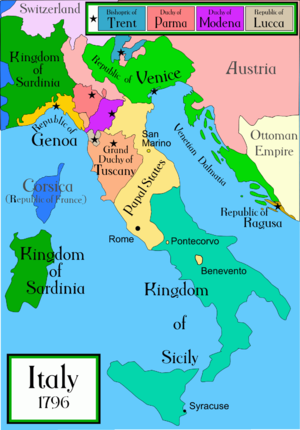 Switzerland
Bishopric of
Trent
Duchy of
Parma
Duchy of
Modena
Republic of
Lucca
Kingdom
of
Sardinia
Republic of
Venice
Austria
Republic of
Genoa
San
Marino
Ottoman
Empire
Grand
Duchy of
Tuscany
Venetian Dalmatia
Papal States
Corsica
(Republic of France)
Republic of
Ragusa
Rome
Pontecorvo
Benevento
Kingdom
of
Sardinia
Kingdom
of
Sicily
Italy
1796
Syracuse